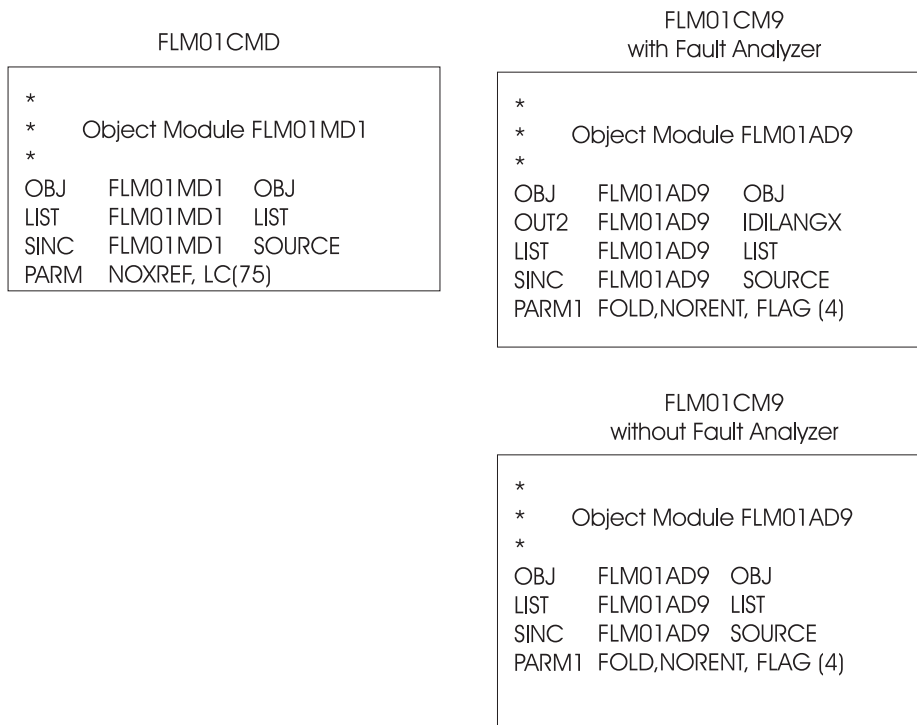 FLM01CMD
*
* Object Module FLM01MD1
*
OBJ FLM01MD1 OBJ
LIST FLM01MD1 LIST
SINC FLM01MD1 SOURCE
PARM NOXREF, LC(75)
FLM01CM9
with Fault Analyzer
*
* Object Module FLM01AD9
*
OBJ FLM01AD9 OBJ
OUT2 FLM01AD9 IDILANGX
LIST FLM01AD9 LIST
SINC FLM01AD9 SOURCE
PARM1 FOLD,NORENT, FLAG (4)
FLM01CM9
without Fault Analyzer
*
* Object Module FLM01AD9
*
OBJ FLM01AD9 OBJ
LIST FLM01AD9 LIST
SINC FLM01AD9 SOURCE
PARM1 FOLD,NORENT, FLAG (4)